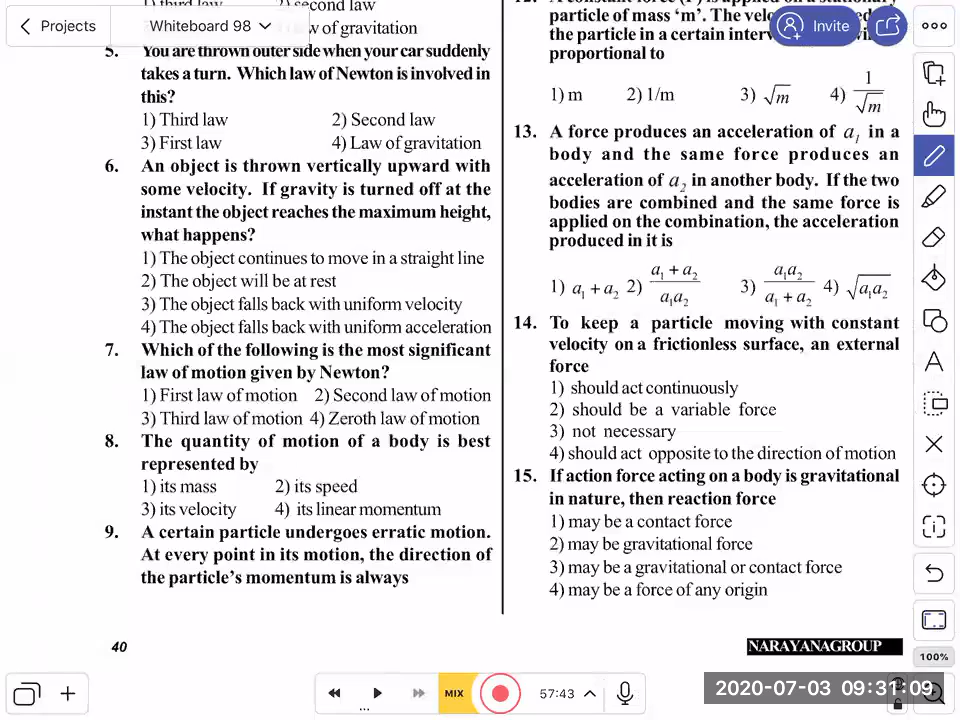 Projects
Whiteboard 98
Invite
1) third law 2) second law
law of gravitation
5. You are thrown outer side when your car suddenly
takes a turn. Which law of Newton is involved in
this?
1) Third law 2) Second law
3) First law 4) Law of gravitation
6. An object is thrown vertically upward with
some velocity. If gravity is turned off at the
instant the object reaches the maximum height,
what happens?
1) The object continues to move in a straight line
2) The object will be at rest
3) The object falls back with uniform velocity
4) The object falls back with uniform acceleration
7. Which of the following is the most significant
law of motion given by Newton?
1) First law of motion 2) Second law of motion
3) Third law of motion 4) Zeroth law of motion
8. The quantity of motion of a body is best
represented by
1) its mass 2) its speed
3) its velocity 4) its linear momentum
9. A certain particle undergoes erratic motion.
At every point in its motion, the direction of
the particle's momentum is always
12. A constant force (F) is applied on a stationary
particle of mass 'm'. The
the particle in a certain
proportional to
1) m 2) 1/m 3) √m 4) 1/√m
13. A force produces an acceleration of a₁ in a
body and the same force produces an
acceleration of a₂ in another body. If the two
bodies are combined and the same force is
applied on the combination, the acceleration
produced in it is
1) a₁ + a₂ 2) (a₁ + a₂)/(a₁a₂) 3) (a₁a₂)/(a₁ + a₂) 4) √(a₁a₂)
14. To keep a particle moving with constant
velocity on a frictionless surface, an external
force
1) should act continuously
2) should be a variable force
3) not necessary
4) should act opposite to the direction of motion
15. If action force acting on a body is gravitational
in nature, then reaction force
1) may be a contact force
2) may be gravitational force
3) may be a gravitational or contact force
4) may be a force of any origin
40
NARAYANAGROUP
100%
MIX
57:43
2020-07-03 09:31:09